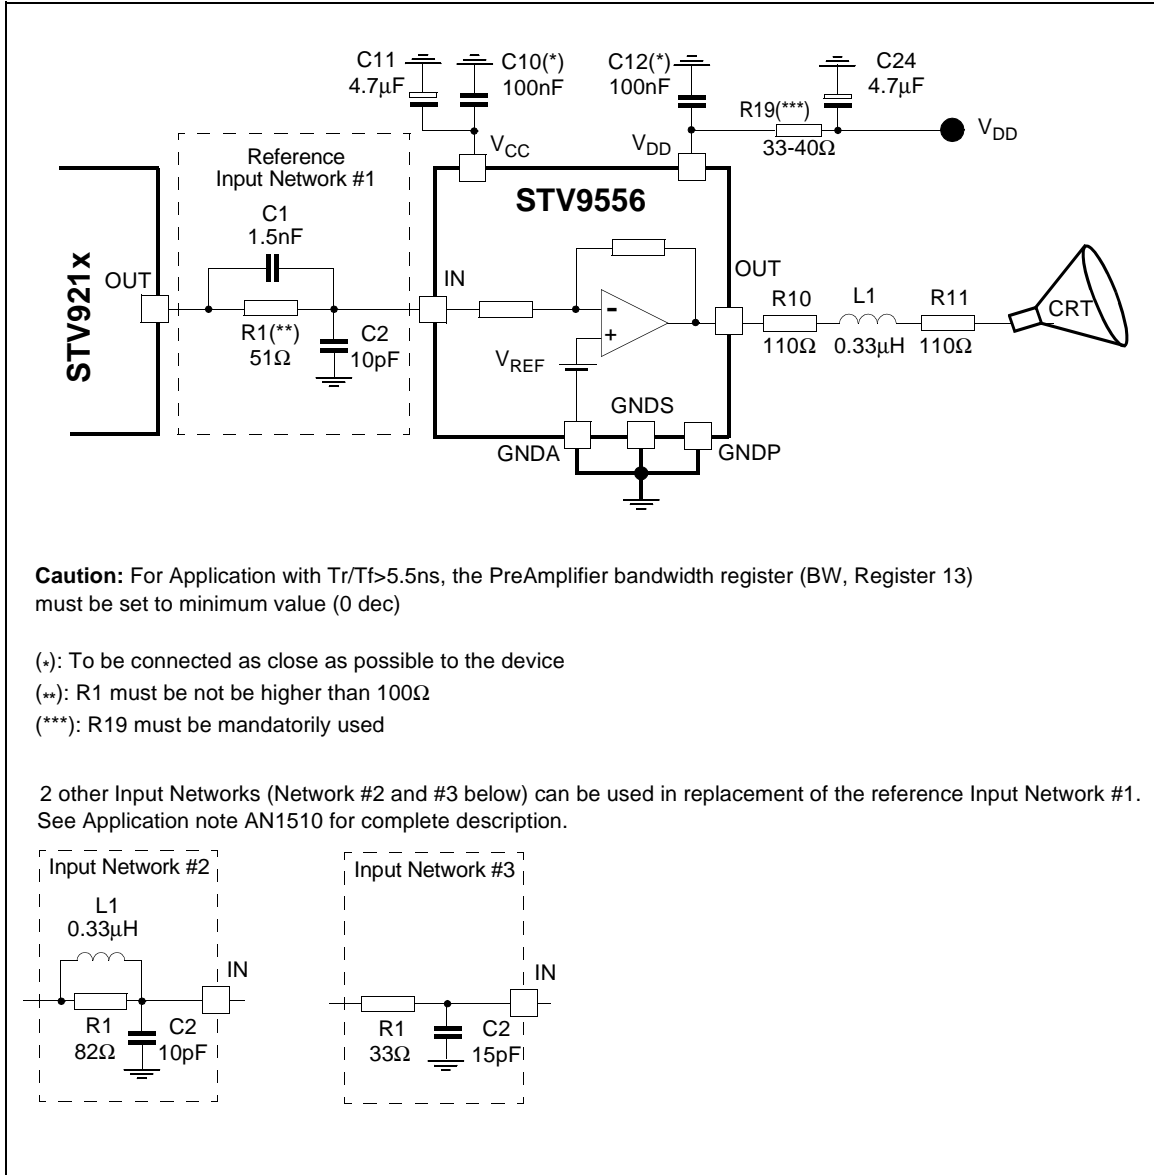 C11
4.7μF
C10(*)
100nF
C12(*)
100nF
C24
4.7μF
R19(***)
33-40Ω
VDD
VCC
VDD
Reference
Input Network #1
STV9556
C1
1.5nF
STV921x
OUT
IN
OUT
R1(**)
51Ω
C2
10pF
-
+
VREF
R10
110Ω
L1
0.33μH
R11
110Ω
CRT
GNDS
GNDA
GNDP
Caution: For Application with Tr/Tf>5.5ns, the PreAmplifier bandwidth register (BW, Register 13)
must be set to minimum value (0 dec)
(*): To be connected as close as possible to the device
(**): R1 must be not be higher than 100Ω
(***): R19 must be mandatorily used
2 other Input Networks (Network #2 and #3 below) can be used in replacement of the reference Input Network #1.
See Application note AN1510 for complete description.
Input Network #2
L1
0.33μH
IN
R1
82Ω
C2
10pF
Input Network #3
IN
R1
33Ω
C2
15pF